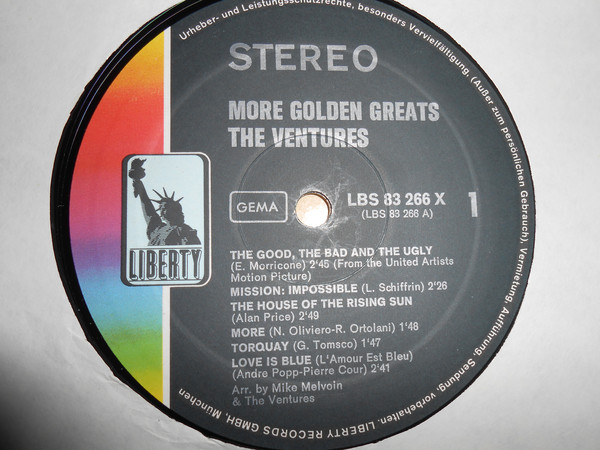 Urheber- und Leistungsschutzrechte, besonders Vervielfältigung, (Außer zum persönlichen Gebrauch), Vermietung, Aufführung, Sendung, vorbehalten. LIBERTY RECORDS GMBH, München
STEREO
MORE GOLDEN GREATS
THE VENTURES
GEMA
LBS 83 266 X
(LBS 83 266 A)
1
LIBERTY
THE GOOD, THE BAD AND THE UGLY
(E. Morricone) 2'45 (From the United Artists
Motion Picture)
MISSION: IMPOSSIBLE (L. Schiffrin) 2'26
THE HOUSE OF THE RISING SUN
(Alan Price) 2'49
MORE (N. Oliviero-R. Ortolani) 1'48
TORQUAY (G. Tomsco) 1'47
LOVE IS BLUE (L'Amour Est Bleu)
(Andre Popp-Pierre Cour) 2'41
Arr. by Mike Melvoin
& The Ventures